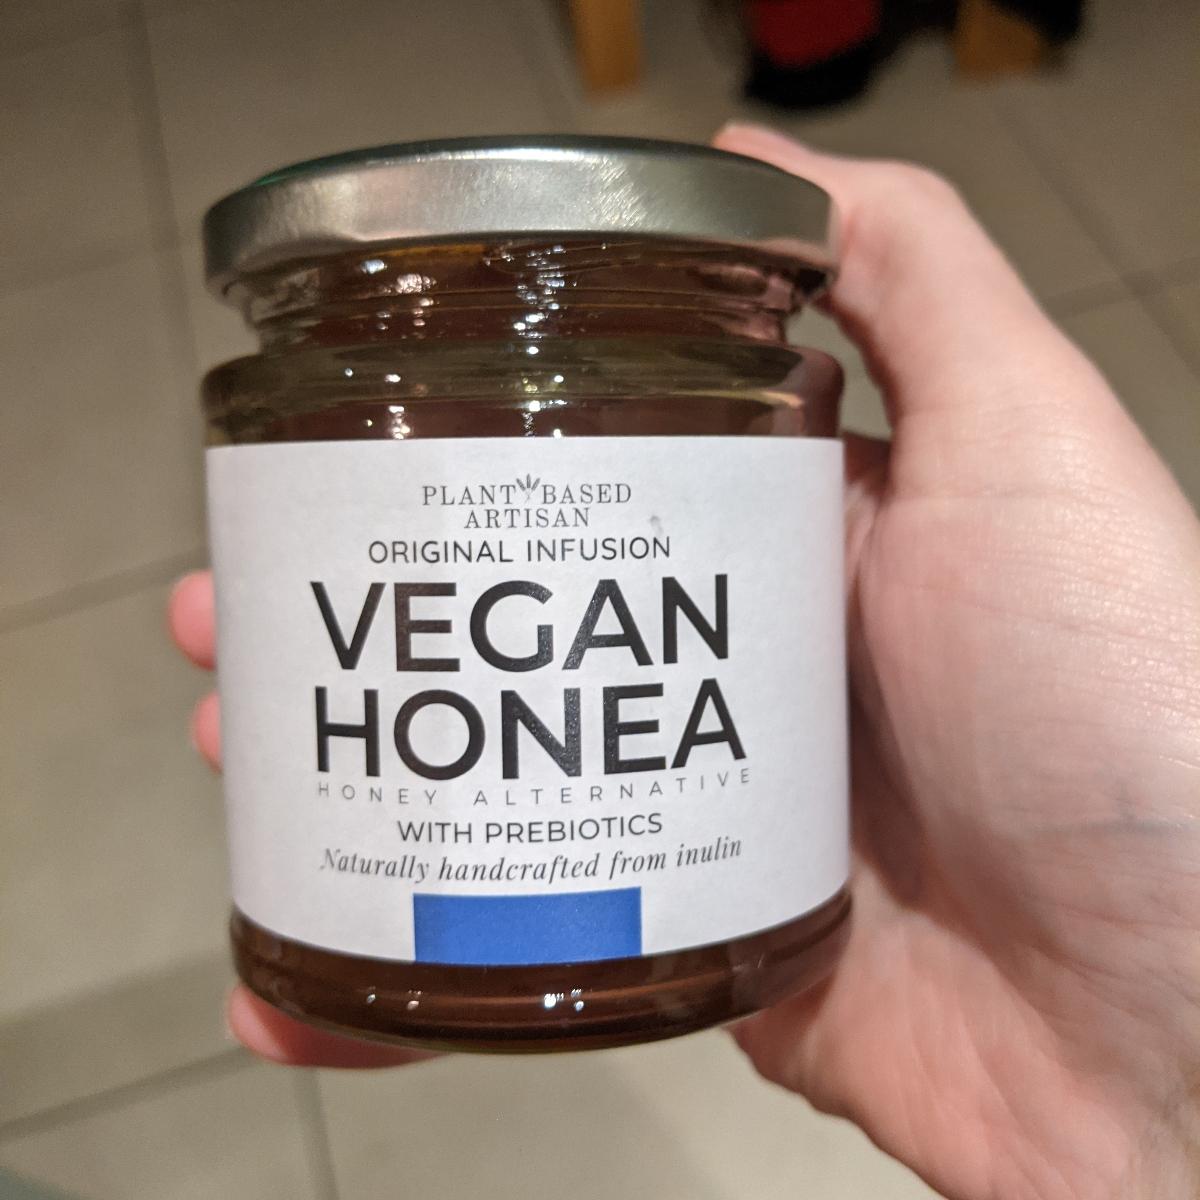 PLANT BASED
ARTISAN
ORIGINAL INFUSION
VEGAN
HONEA
HONEY ALTERNATIVE
WITH PREBIOTICS
Naturally handcrafted from inulin